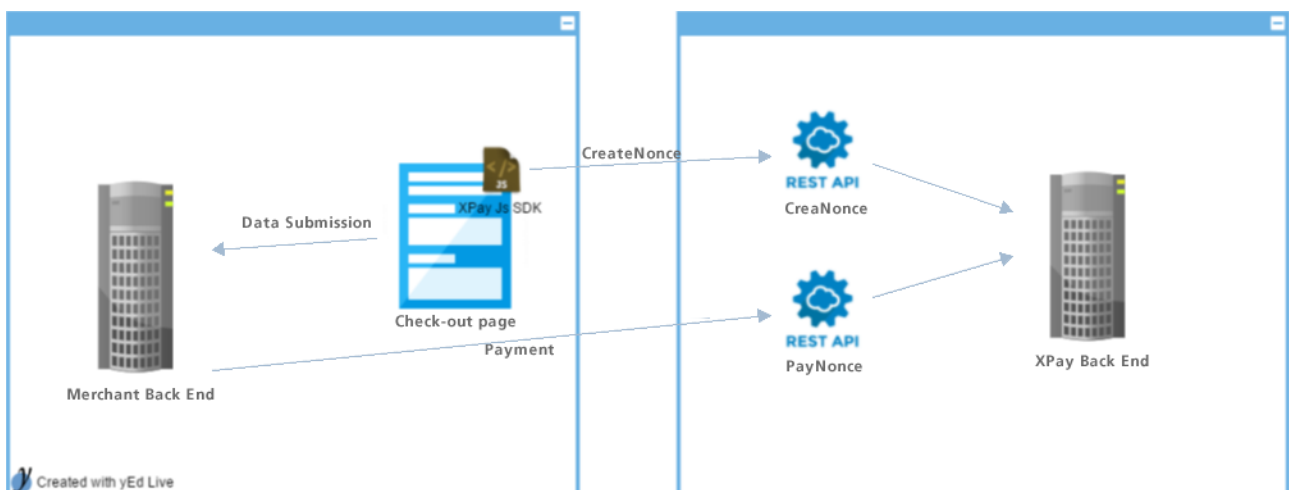 CreateNonce
</>
JS
XPay Js SDK
REST API
CreaNonce
Data Submission
Check-out page
Payment
REST API
PayNonce
XPay Back End
Merchant Back End
Created with yEd Live